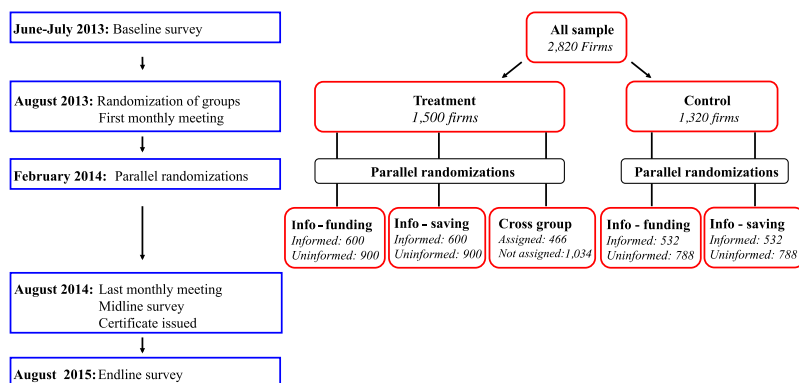 June-July 2013: Baseline survey
August 2013: Randomization of groups
First monthly meeting
February 2014: Parallel randomizations
August 2014: Last monthly meeting
Midline survey
Certificate issued
August 2015: Endline survey
All sample
2,820 Firms
Treatment
1,500 firms
Control
1,320 firms
Parallel randomizations
Parallel randomizations
Info - funding
Informed: 600
Uninformed: 900
Info - saving
Informed: 600
Uninformed: 900
Cross group
Assigned: 466
Not assigned:1,034
Info - funding
Informed: 532
Uninformed: 788
Info - saving
Informed: 532
Uninformed: 788